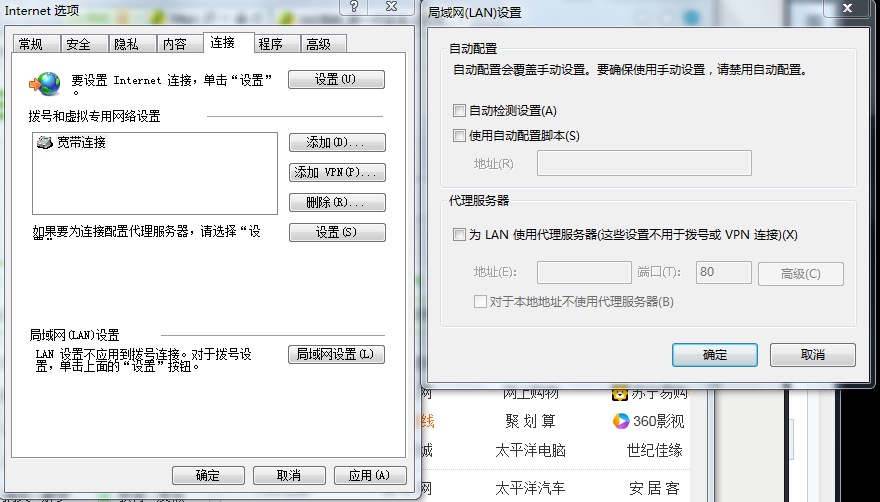 Internet 选项
常规
安全
隐私
内容
连接
程序
高级
要设置 Internet 连接，单击“设置”
。
设置(U)
拨号和虚拟专用网络设置
宽带连接
添加(D)...
添加 VPN(P)...
删除(R)...
如果要为连接配置代理服务器，请选择“设
设置(S)
局域网(LAN)设置
LAN 设置不应用到拨号连接。对于拨号设
置，单击上面的“设置”按钮。
局域网设置(L)
确定
取消
应用(A)
局域网(LAN)设置
自动配置
自动配置会覆盖手动设置。要确保使用手动设置，请禁用自动配置。
自动检测设置(A)
使用自动配置脚本(S)
地址(R)
代理服务器
为 LAN 使用代理服务器(这些设置不用于拨号或 VPN 连接)(X)
地址(E):
端口(T):
80
高级(C)
对于本地地址不使用代理服务器(B)
确定
取消
网
网上购物
苏宁易购
线
聚划算
360影视
城
太平洋电脑
世纪佳缘
网
太平洋汽车
安居客